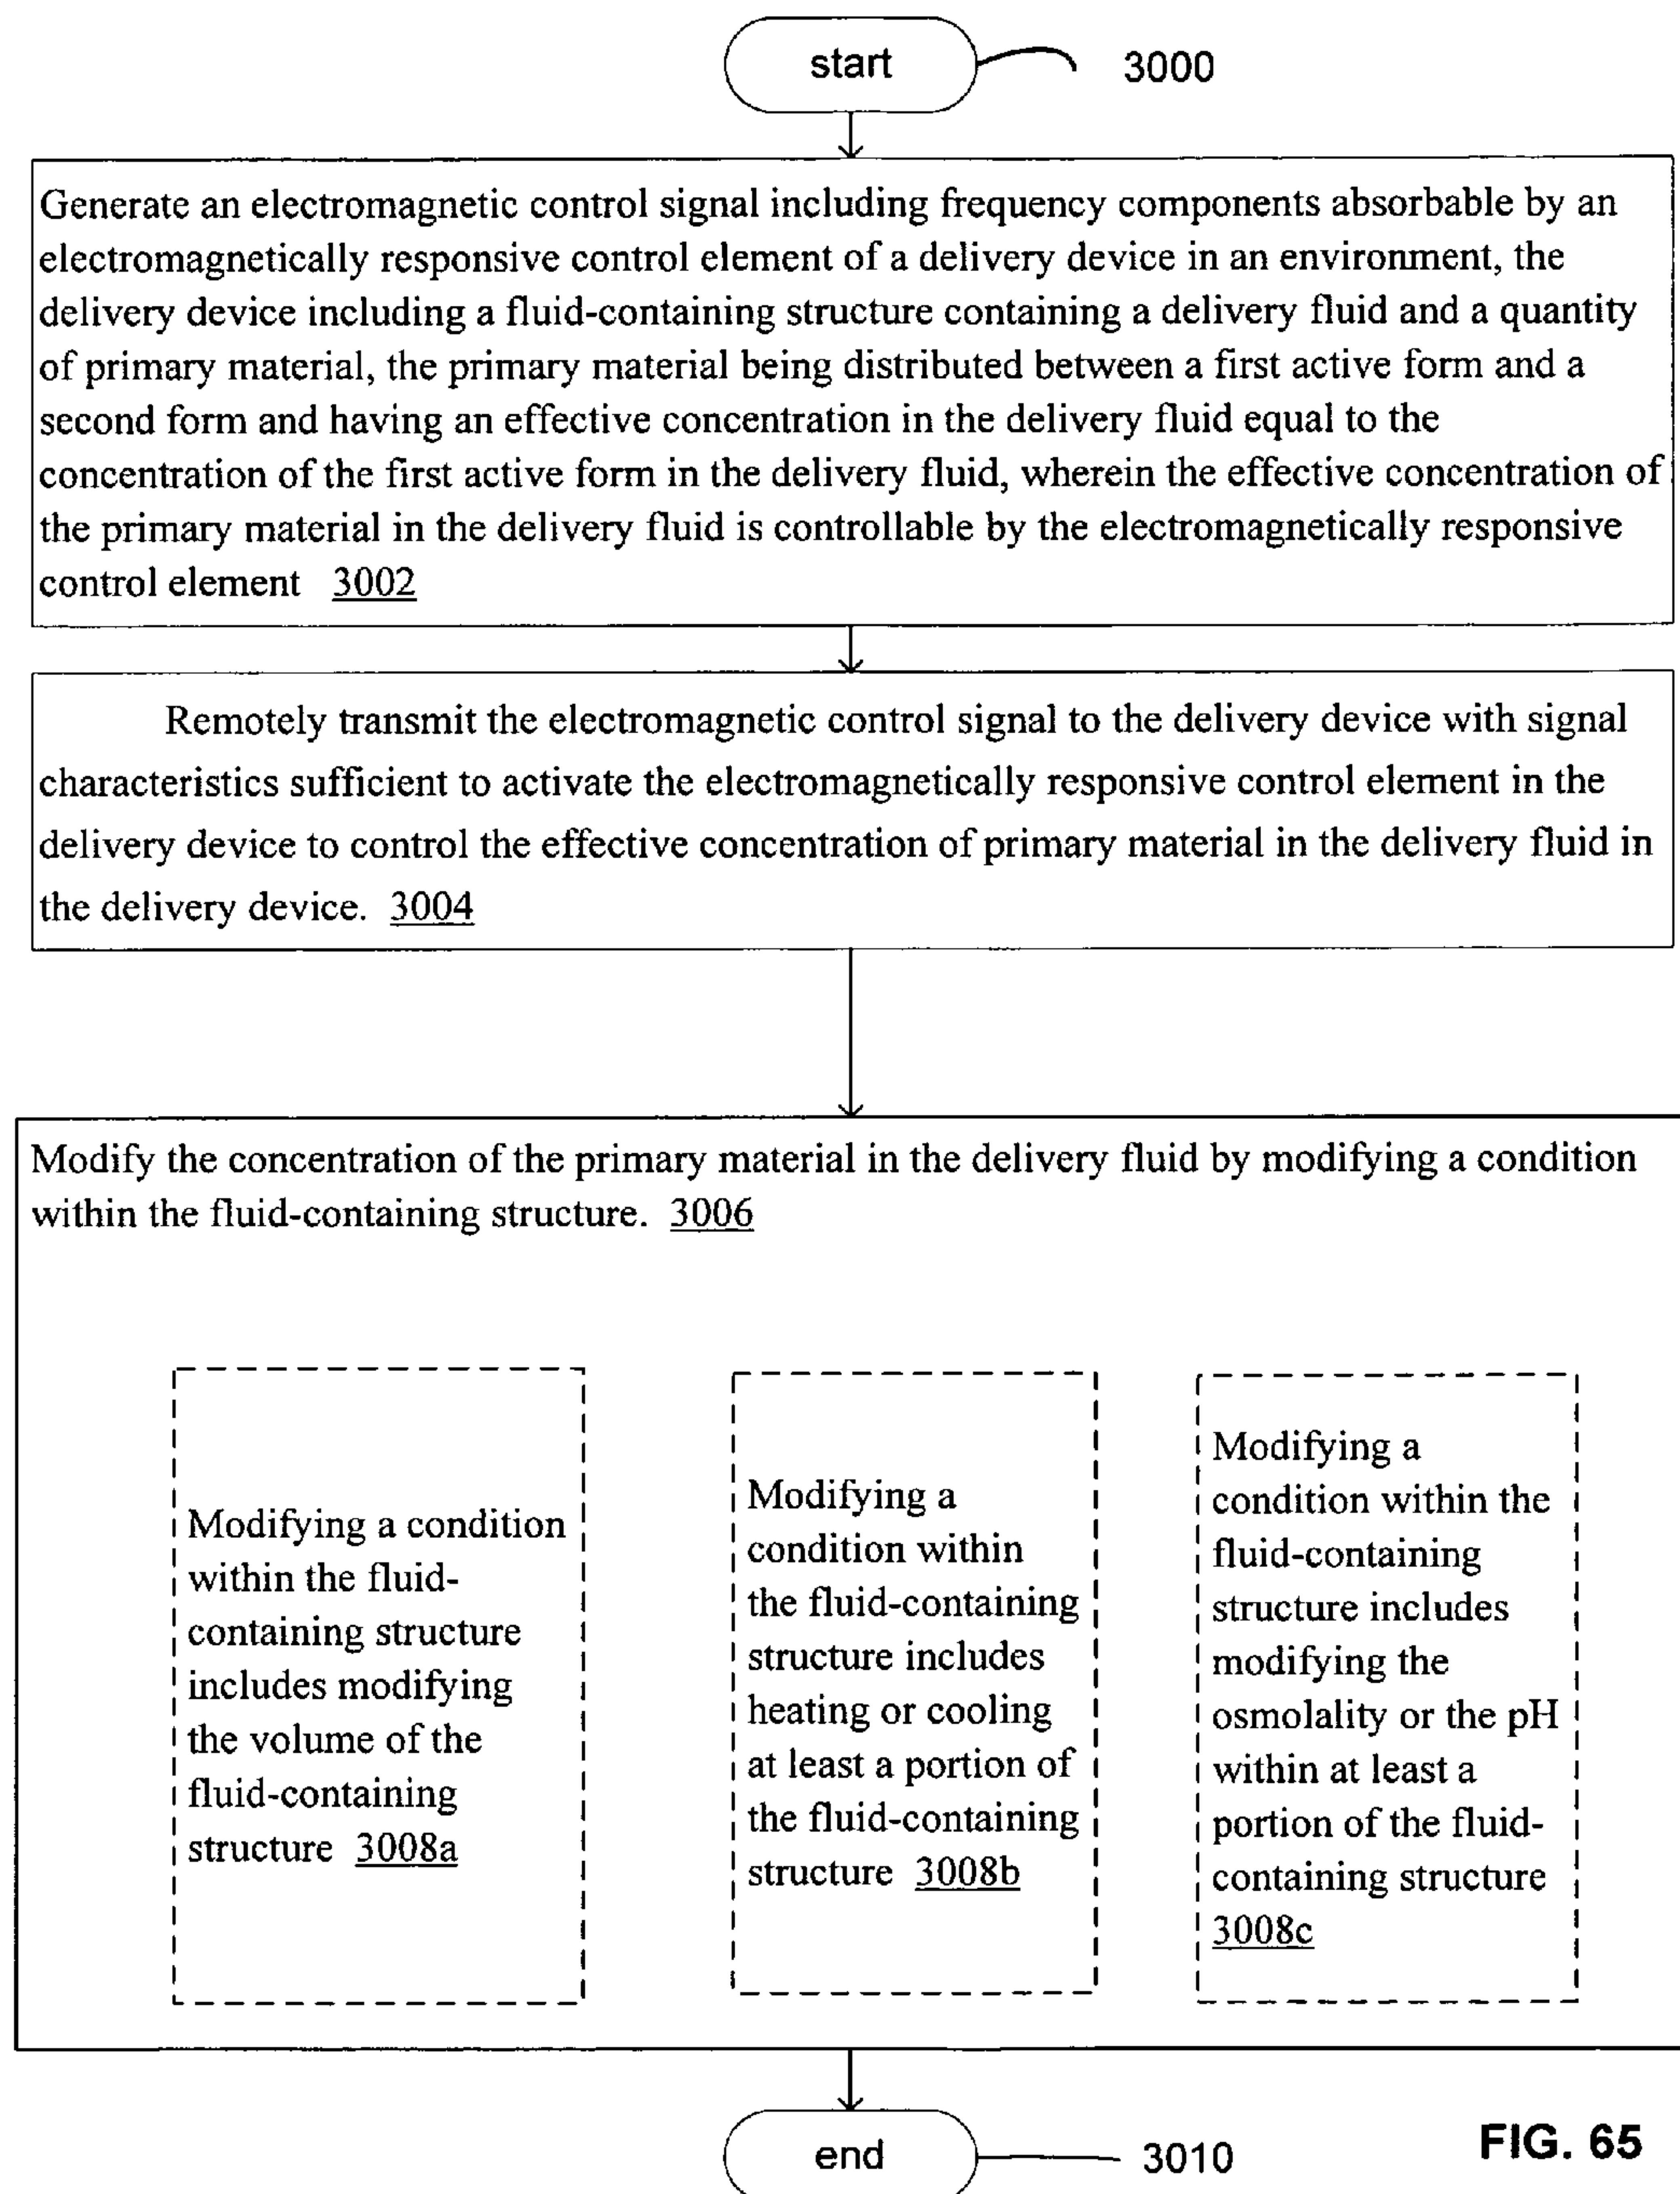 start
3000
Generate an electromagnetic control signal including frequency components absorbable by an
electromagnetically responsive control element of a delivery device in an environment, the
delivery device including a fluid-containing structure containing a delivery fluid and a quantity
of primary material, the primary material being distributed between a first active form and a
second form and having an effective concentration in the delivery fluid equal to the
concentration of the first active form in the delivery fluid, wherein the effective concentration of
the primary material in the delivery fluid is controllable by the electromagnetically responsive
control element 3002
Remotely transmit the electromagnetic control signal to the delivery device with signal
characteristics sufficient to activate the electromagnetically responsive control element in the
delivery device to control the effective concentration of primary material in the delivery fluid in
the delivery device. 3004
Modify the concentration of the primary material in the delivery fluid by modifying a condition
within the fluid-containing structure. 3006
Modifying a condition
within the fluid-
containing structure
includes modifying
the volume of the
fluid-containing
structure 3008a
Modifying a
condition within
the fluid-containing
structure includes
heating or cooling
at least a portion of
the fluid-containing
structure 3008b
Modifying a
condition within the
fluid-containing
structure includes
modifying the
osmolality or the pH
within at least a
portion of the fluid-
containing structure
3008c
end
3010
FIG. 65